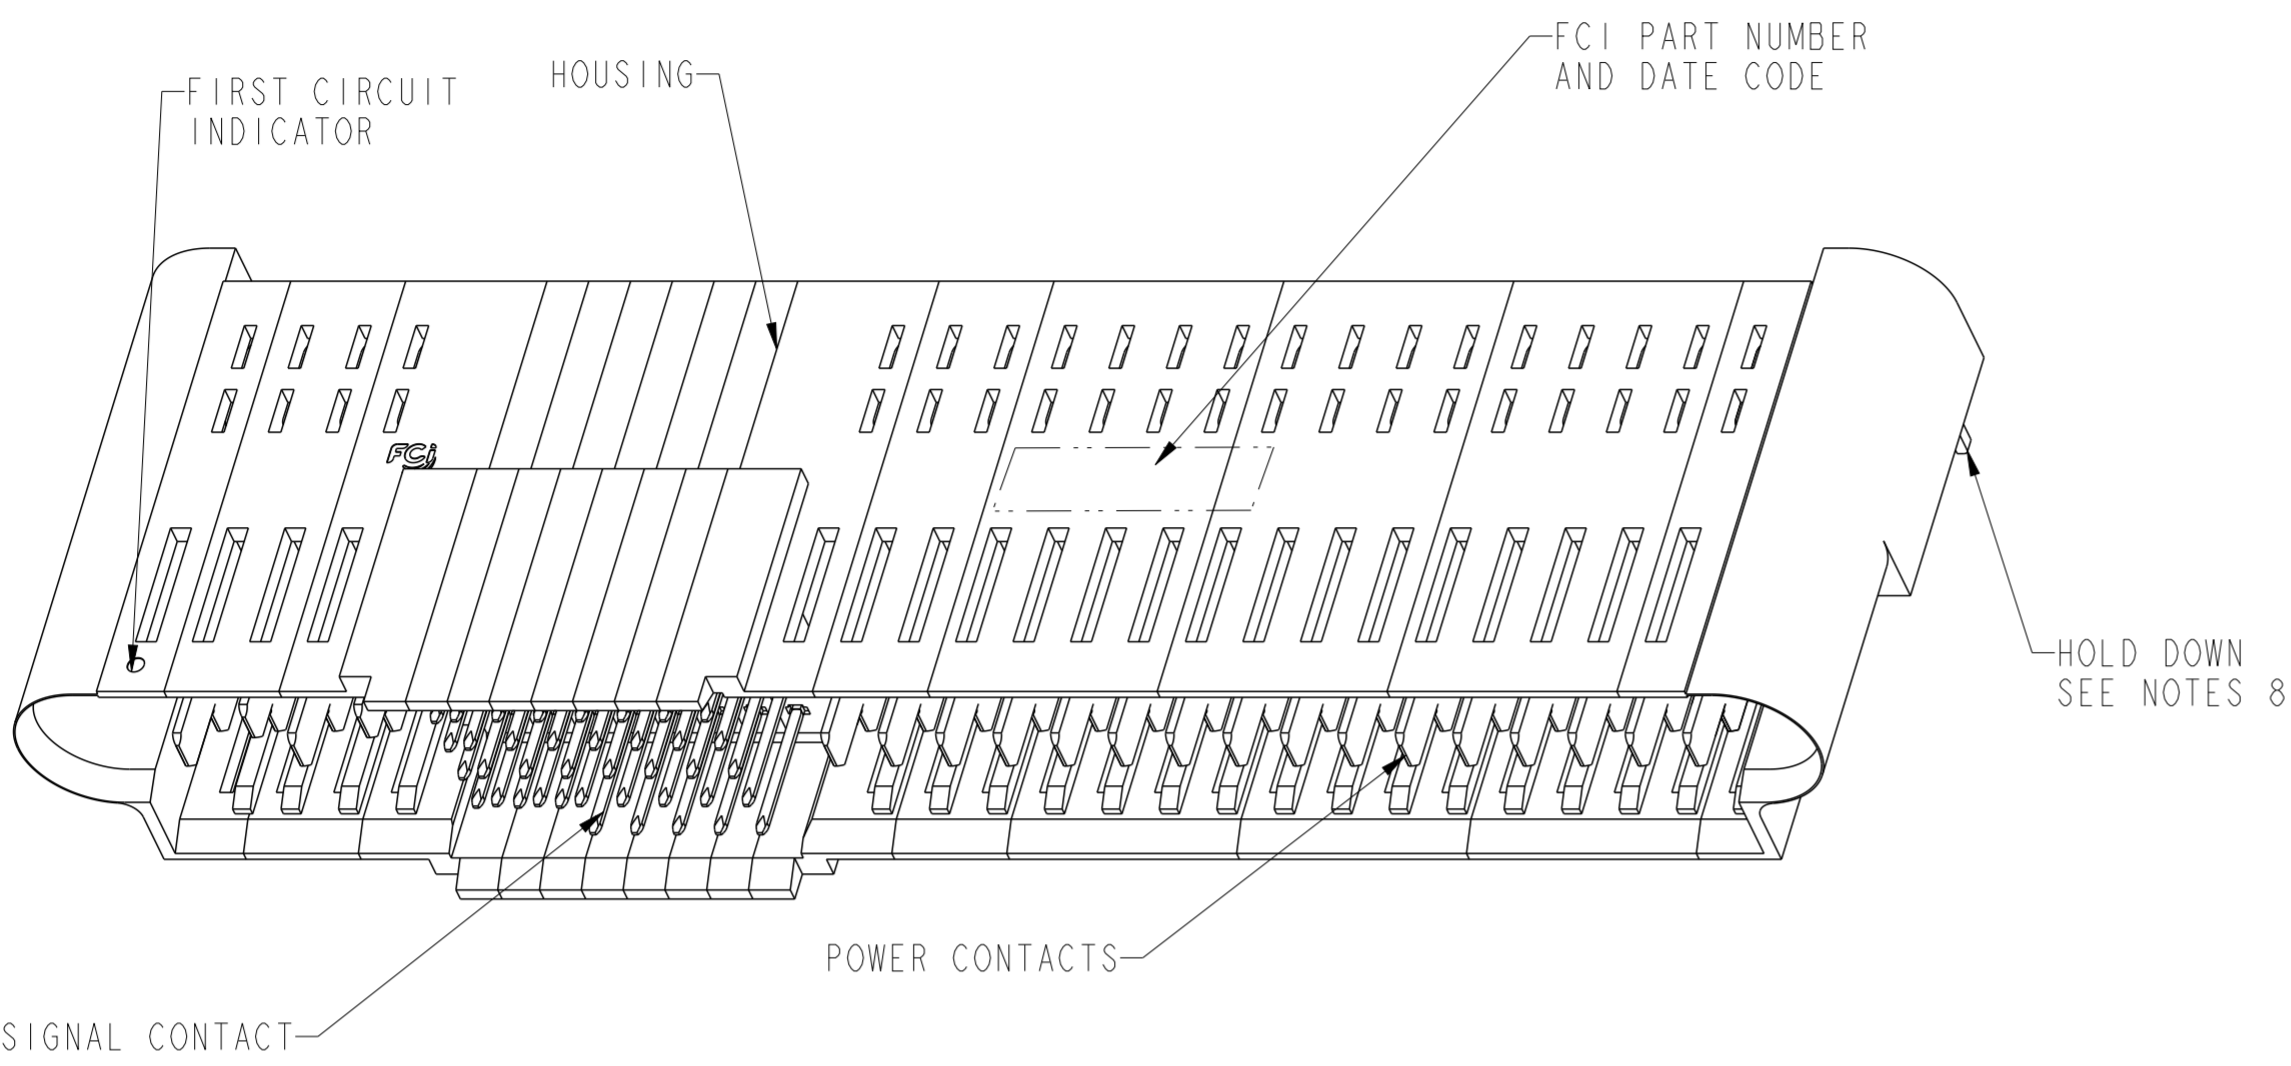 FCI PART NUMBER
AND DATE CODE
HOUSING
FIRST CIRCUIT
INDICATOR
FCi
HOLD DOWN
SEE NOTES 8
POWER CONTACTS
SIGNAL CONTACT